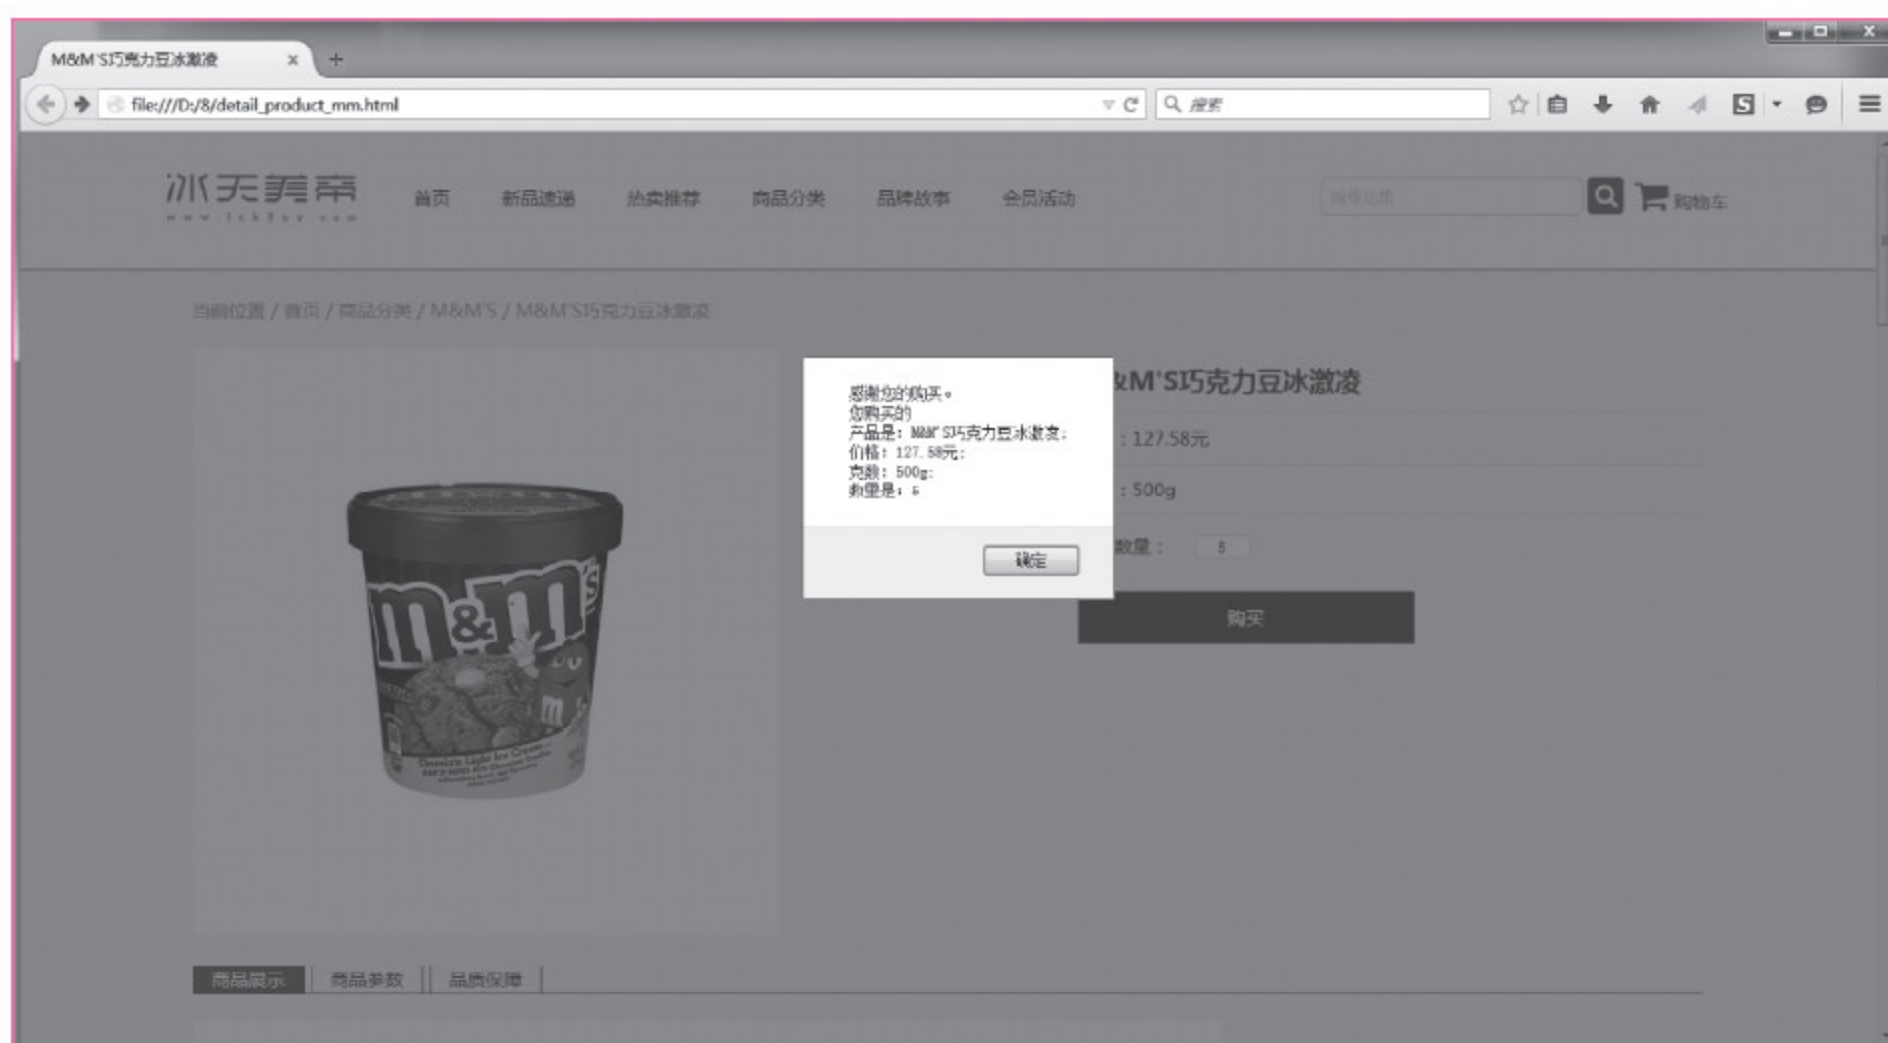 M&M'S巧克力豆冰激凌
file:///D:/8/detail_product_mm.html
搜索
冰天美帝
首页 新品速递 热卖推荐 商品分类 品牌故事 会员活动
购物车
当前位置 / 首页 / 商品分类 / M&M'S / M&M'S巧克力豆冰激凌
&M'S巧克力豆冰激凌
感谢您的购买。
您购买的
产品是：M&M'S巧克力豆冰激凌;
价格：127.58元;
克数：500g;
数量是：5
确定
：127.58元
：500g
数量： 5
购买
m&m's
Chocolate Light Ice Cream
商品展示 商品参数 品质保障